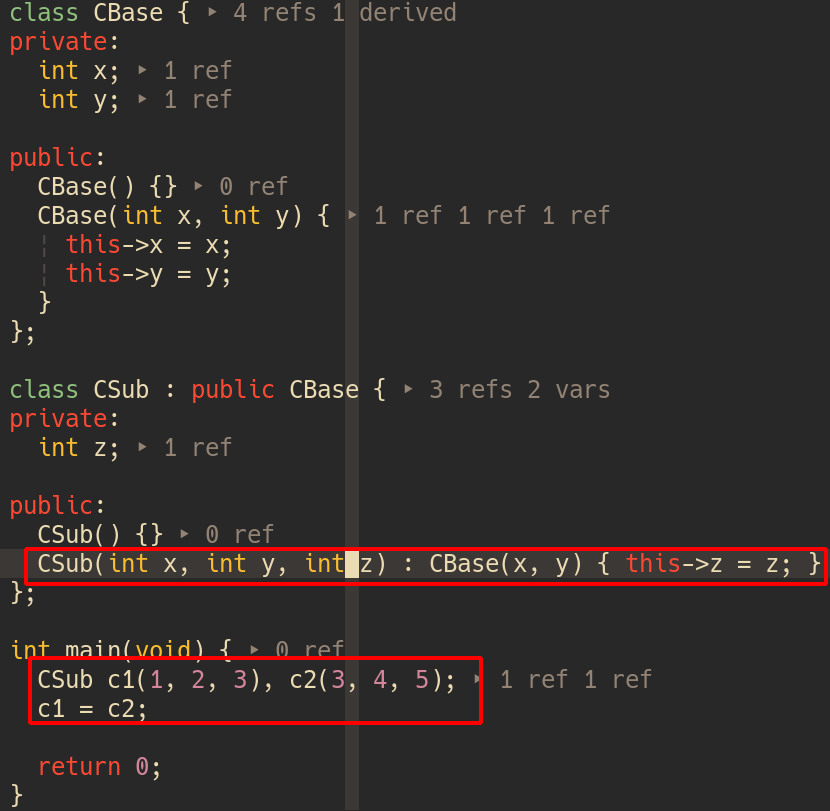 class CBase { ▸ 4 refs 1 derived
private:
  int x; ▸ 1 ref
  int y; ▸ 1 ref

public:
  CBase() {} ▸ 0 ref
  CBase(int x, int y) { ▸ 1 ref 1 ref 1 ref
  ¦ this->x = x;
  ¦ this->y = y;
  }
};

class CSub : public CBase { ▸ 3 refs 2 vars
private:
  int z; ▸ 1 ref

public:
  CSub() {} ▸ 0 ref
  CSub(int x, int y, int z) : CBase(x, y) { this->z = z; }
};

int main(void) { ▸ 0 ref
  CSub c1(1, 2, 3), c2(3, 4, 5); ▸ 1 ref 1 ref
  c1 = c2;

  return 0;
}